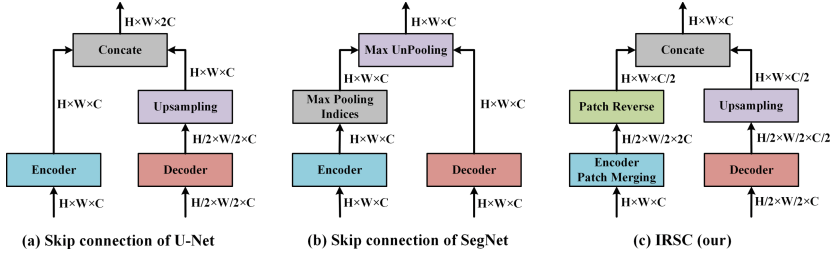 H×W×2C
Concate
H×W×C
H×W×C
Upsampling
H/2×W/2×C
Encoder
Decoder
H×W×C
H/2×W/2×C
(a) Skip connection of U-Net
H×W×C
Max UnPooling
H×W×C
Max Pooling
Indices
H×W×C
H×W×C
Encoder
Decoder
H×W×C
H×W×C
(b) Skip connection of SegNet
H×W×C
Concate
H×W×C/2
H×W×C/2
Patch Reverse
Upsampling
H/2×W/2×2C
H/2×W/2×C/2
Encoder
Patch Merging
Decoder
H×W×C
H/2×W/2×C
(c) IRSC (our)